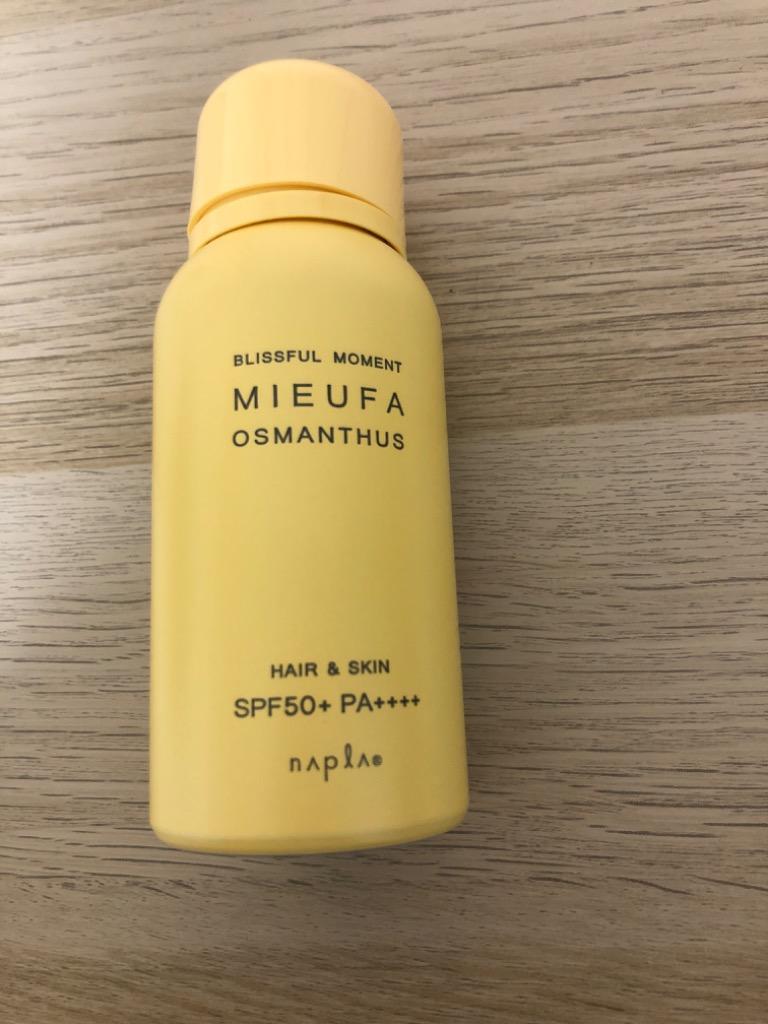 BLISSFUL MOMENT
MIEUFA
OSMANTHUS
HAIR & SKIN
SPF50+ PA++++
napla®